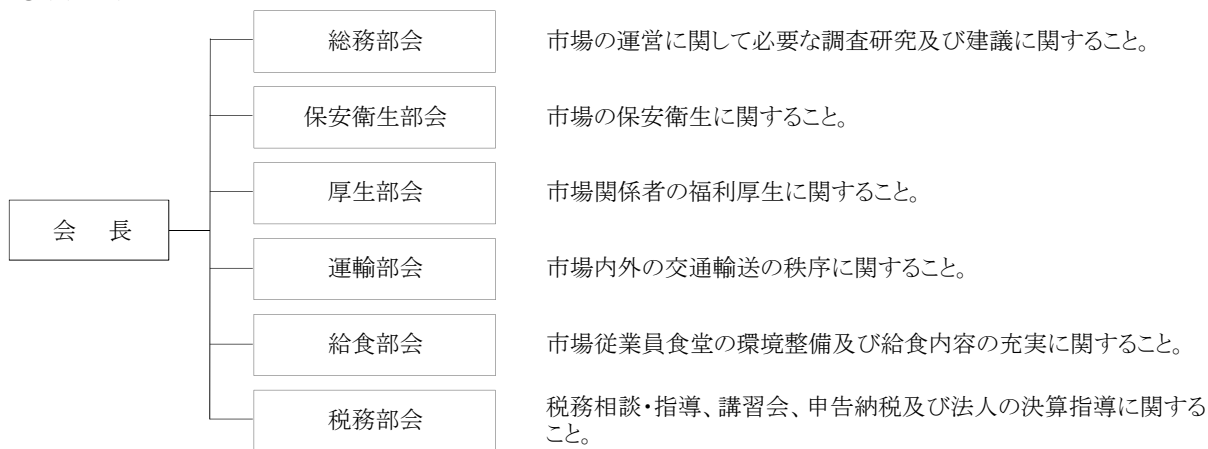 総務部会 市場の運営に関して必要な調査研究及び建議に関すること。
保安衛生部会 市場の保安衛生に関すること。
厚生部会 市場関係者の福利厚生に関すること。
会 長
運輸部会 市場内外の交通輸送の秩序に関すること。
給食部会 市場従業員食堂の環境整備及び給食内容の充実に関すること。
税務部会 税務相談・指導、講習会、申告納税及び法人の決算指導に関する
こと。